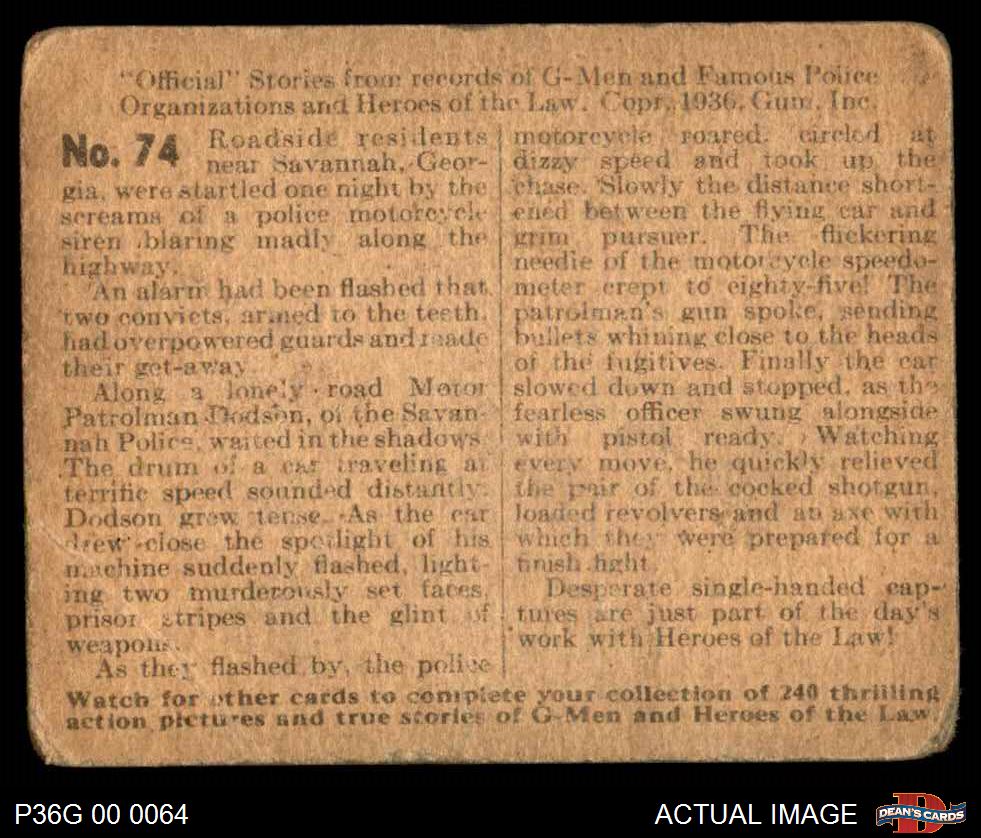 "Official" Stories from records of G-Men and Famous Police
Organizations and Heroes of the Law. Copr. 1936, Gum, Inc.
No. 74
Roadside residents
near Savannah, Geor-
gia, were startled one night by the
screams of a police motorcycle
siren blaring madly along the
highway.
An alarm had been flashed that
two convicts, armed to the teeth,
had overpowered guards and made
their get-away.
Along a lonely road Motor
Patrolman Dodson, of the Savan-
nah Police, waited in the shadows.
The drum of a car traveling at
terrific speed sounded distantly.
Dodson grew tense. As the car
drew close the spotlight of his
machine suddenly flashed, light-
ing two murderously set faces,
prison stripes and the glint of
weapons.
As they flashed by, the police
motorcycle roared, circled at
dizzy speed and took up the
chase. Slowly the distance short-
ened between the flying car and
grim pursuer. The flickering
needle of the motorcycle speedo-
meter crept to eighty-five! The
patrolman's gun spoke, sending
bullets whining close to the heads
of the fugitives. Finally the car
slowed down and stopped, as the
fearless officer swung alongside
with pistol ready. Watching
every move, he quickly relieved
the pair of the cocked shotgun,
loaded revolvers and an axe with
which they were prepared for a
finish fight.
Desperate single-handed cap-
tures are just part of the day's
work with Heroes of the Law!
Watch for other cards to complete your collection of 240 thrilling
action pictures and true stories of G-Men and Heroes of the Law.
P36G 00 0064
ACTUAL IMAGE
D
DEAN'S CARDS